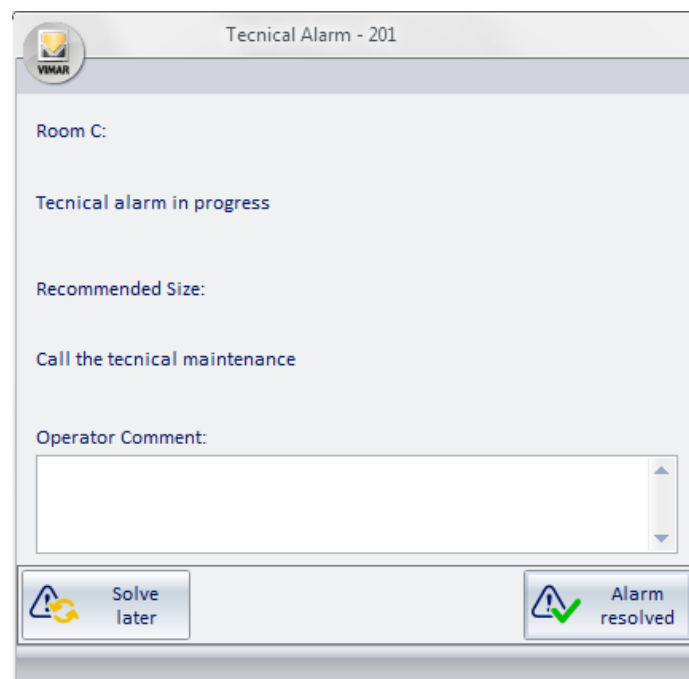 Tecnical Alarm - 201
VIMAR
Room C:
Tecnical alarm in progress
Recommended Size:
Call the tecnical maintenance
Operator Comment:
Solve
later
Alarm
resolved